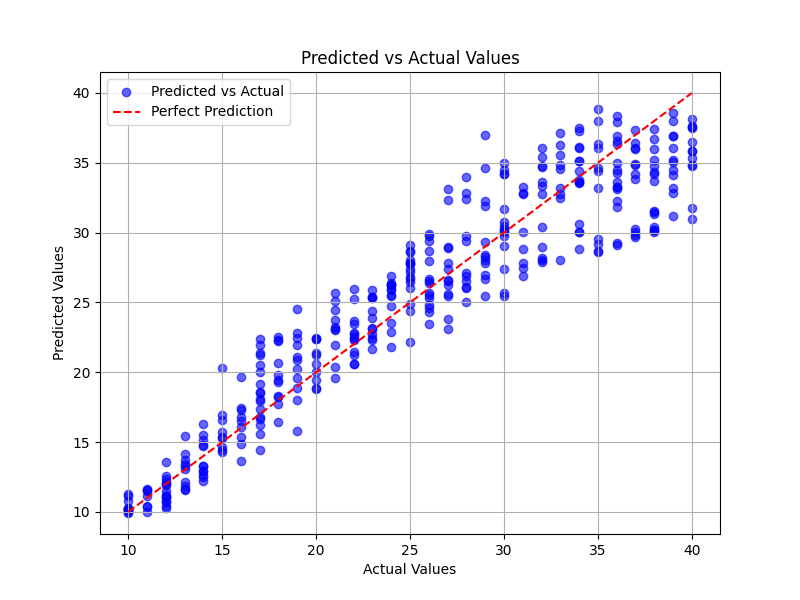 Predicted vs Actual Values
Predicted vs Actual
Perfect Prediction
40
35
30
25
20
15
10
Predicted Values
10 15 20 25 30 35 40
Actual Values